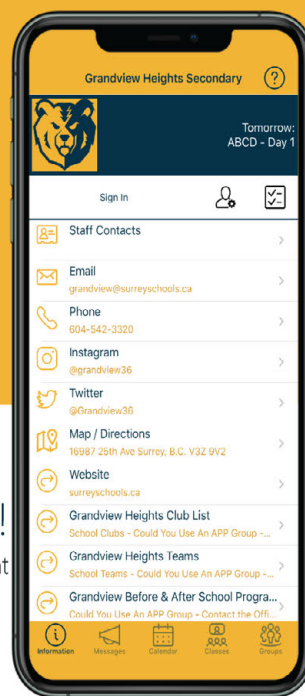 Grandview Heights Secondary
?
Tomorrow:
ABCD - Day 1
Sign In
Staff Contacts
Email
grandview@surreyschools.ca
Phone
604-542-3320
Instagram
@grandview36
Twitter
@Grandview36
Map / Directions
16987 25th Ave Surrey, B.C. V3Z 9V2
Website
surreyschools.ca
!
Grandview Heights Club List
School Clubs - Could You Use An APP Group -...
at
Grandview Heights Teams
School Teams - Could You Use An APP Group -...
Grandview Before & After School Progra...
Could You Use An APP Group - Contact the Offi...
Information Messages Calendar Classes Groups